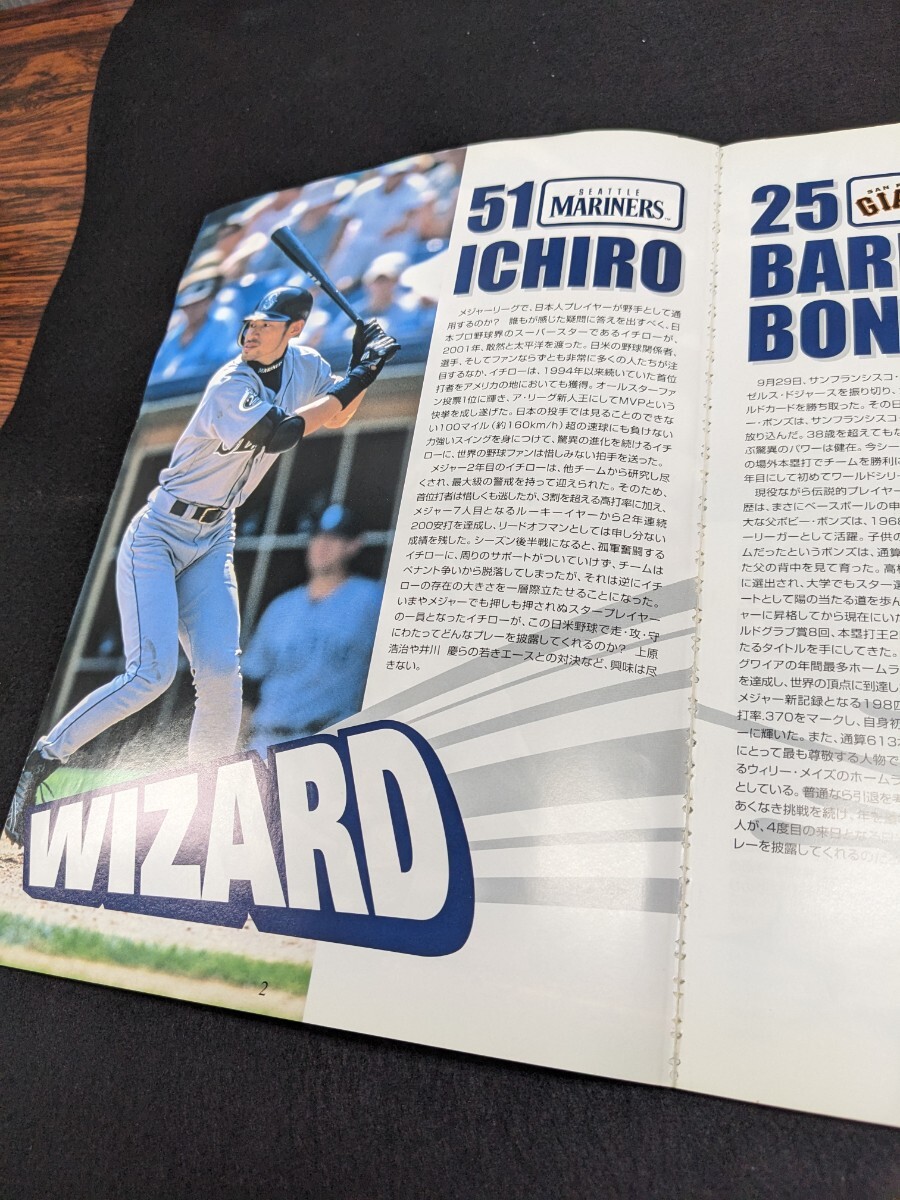 51
SEATTLE
MARINERS™
ICHIRO
メジャーリーグで、日本人プレイヤーが野手として通
用するのか? 誰もが感じた疑問に答えを出すべく、日
本プロ野球界のスーパースターであるイチローが、
2001年、敢然と太平洋を渡った。日米の野球関係者、
選手、そしてファンならずとも非常に多くの人たちが注
目するなか、イチローは、1994年以来続いていた首位
打者をアメリカの地においても獲得。オールスターファ
ン投票1位に輝き、ア・リーグ新人王にしてMVPという
快挙を成し遂げた。日本の投手では見ることのできな
い100マイル(約160km/h)超の速球にも負けない
力強いスイングを身につけて、驚異の進化を続けるイチ
ローに、世界の野球ファンは惜しみない拍手を送った。
メジャー2年目のイチローは、他チームから研究し尽
くされ、最大級の警戒を持って迎えられた。そのため、
首位打者は惜しくも逃したが、3割を超える高打率に加え、
メジャー7人目となるルーキーイヤーから2年連続
200安打を達成し、リードオフマンとしては申し分ない
成績を残した。シーズン後半戦になると、孤軍奮闘する
イチローに、周りのサポートがついていけず、チームは
ペナント争いから脱落してしまったが、それは逆にイチ
ローの存在の大きさを一層際立たせることになった。
いまやメジャーでも押しも押されぬスタープレイヤー
の一員となったイチローが、この日米野球で走・攻・守
にわたってどんなプレーを披露してくれるのか? 上原
浩治や井川 慶らの若きエースとの対決など、興味は尽
きない。
WIZARD
2
25
SAN
GIA
BAR
BON
9月29日、サンフランシスコ・
ゼルス・ドジャースを振り切り、
ルドカードを勝ち取った。その日
ー・ボンズは、サンフランシスコ
放り込んだ。38歳を超えてもな
ぶ驚異のパワーは健在。今シー
の場外本塁打でチームを勝利に
年目にして初めてワールドシリ
現役ながら伝説的プレイヤー
歴は、まさにベースボールの申
大な父ボビー・ボンズは、1968
ーリーガーとして活躍。子供の
ムだったというボンズは、通算
た父の背中を見て育った。高校
に選出され、大学でもスター選
ートとして陽の当たる道を歩ん
ャーに昇格してから現在にいた
ルドグラブ賞8回、本塁打王2
たるタイトルを手にしてきた。
グワイアの年間最多ホームラ
を達成し、世界の頂点に到達し
メジャー新記録となる198四
打率.370をマークし、自身初
ーに輝いた。また、通算613本
にとって最も尊敬する人物で
るウィリー・メイズのホームラ
としている。普通なら引退を
あくなき挑戦を続け、年を
人が、4度目の来日となる日
レーを披露してくれるのか